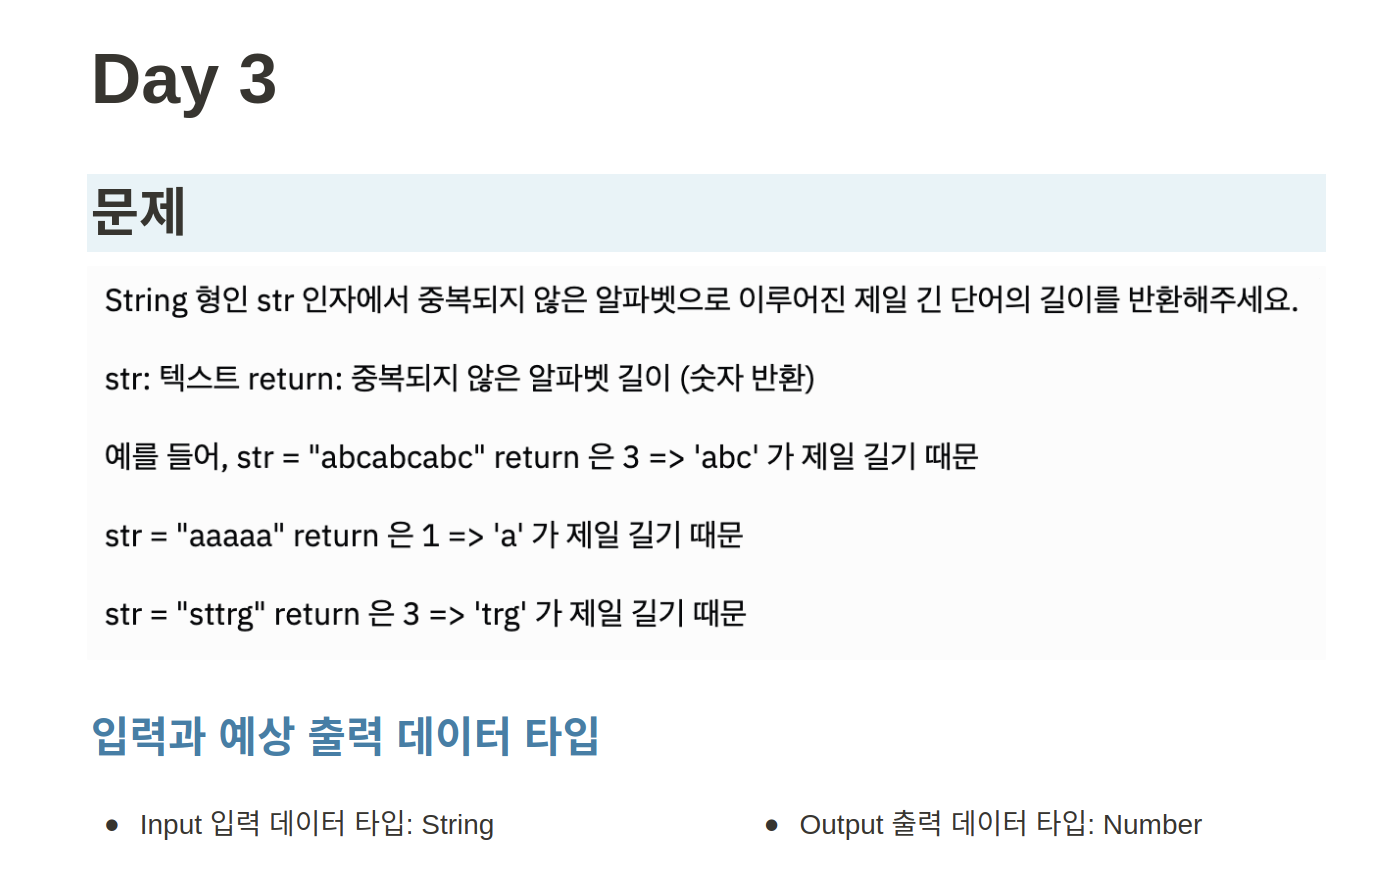 Day 3
문제
String 형인 str 인자에서 중복되지 않은 알파벳으로 이루어진 제일 긴 단어의 길이를 반환해주세요.
str: 텍스트 return: 중복되지 않은 알파벳 길이 (숫자 반환)
예를 들어, str = "abcabcabc" return 은 3 => 'abc' 가 제일 길기 때문
str = "aaaaa" return 은 1 => 'a' 가 제일 길기 때문
str = "sttrg" return 은 3 => 'trg' 가 제일 길기 때문
입력과 예상 출력 데이터 타입
• Input 입력 데이터 타입: String
• Output 출력 데이터 타입: Number